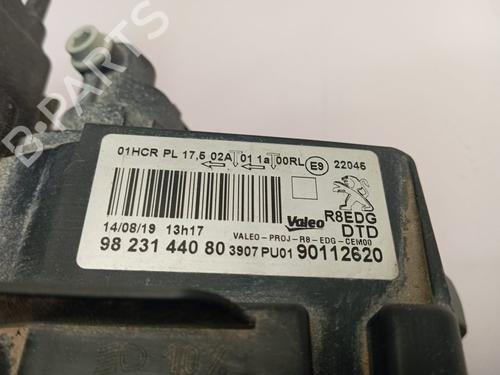 01HCR PL 17,5 02A 01 1a 00RL E9 22045
R8EDG
Valeo DTD
14/08/19 13h17 VALEO-PROJ-R8-EDG-CEM00
98 231 440 80 3907 PU01 90112620